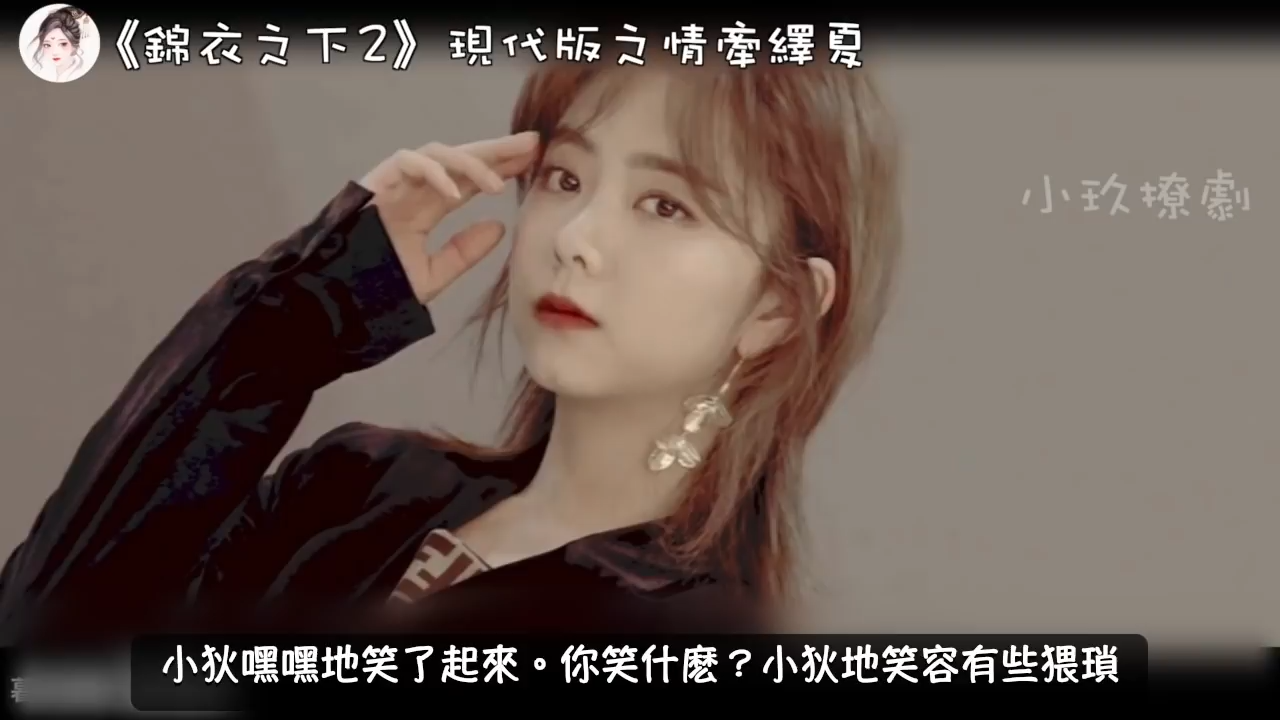 《錦衣之下2》現代版之情牽繹夏
小玖撩劇
小狄嘿嘿地笑了起來。你笑什麼？小狄地笑容有些猥瑣